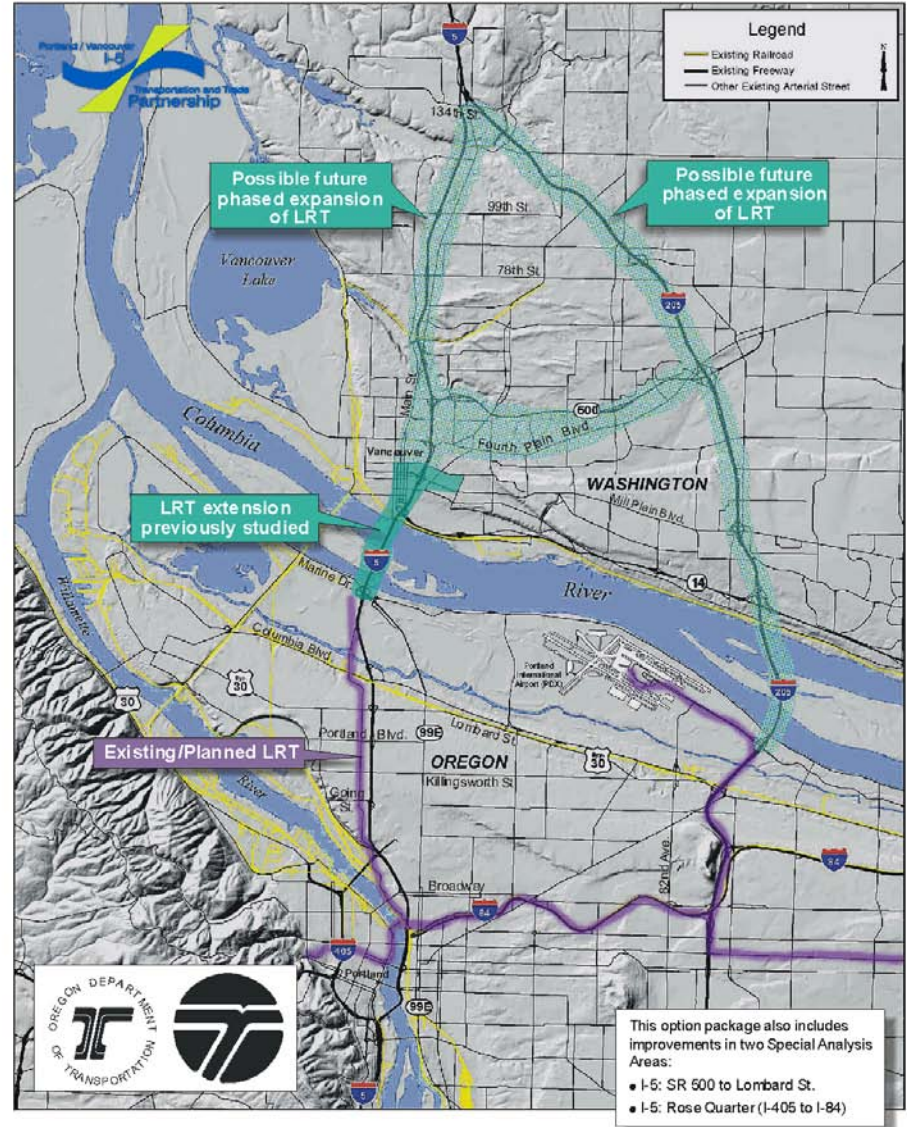 Portland / Vancouver
I-5
Transportation and Trade
Partnership
5
Legend
Existing Railroad
Existing Freeway
Other Existing Arterial Street
N
134th St.
Possible future
phased expansion
of LRT
Possible future
phased expansion
of LRT
99th St.
Vancouver
Lake
78th St.
205
Main St.
Columbia
500
Fourth Plain Blvd.
Vancouver
WASHINGTON
Mill Plain Blvd.
LRT extension
previously studied
5
Marine Dr.
River
14
Willamette
Columbia Blvd.
Portland
International
Airport (PDX)
205
30
30
99E
Lombard St.
Portland Blvd.
30
Existing/Planned LRT
OREGON
Killingsworth St.
River
Going
St.
82nd Ave.
84
Broadway
84
405
Portland
99E
5
OREGON DEPARTMENT
OF TRANSPORTATION
This option package also includes
improvements in two Special Analysis
Areas:
• I-5: SR 500 to Lombard St.
• I-5: Rose Quarter (I-405 to I-84)